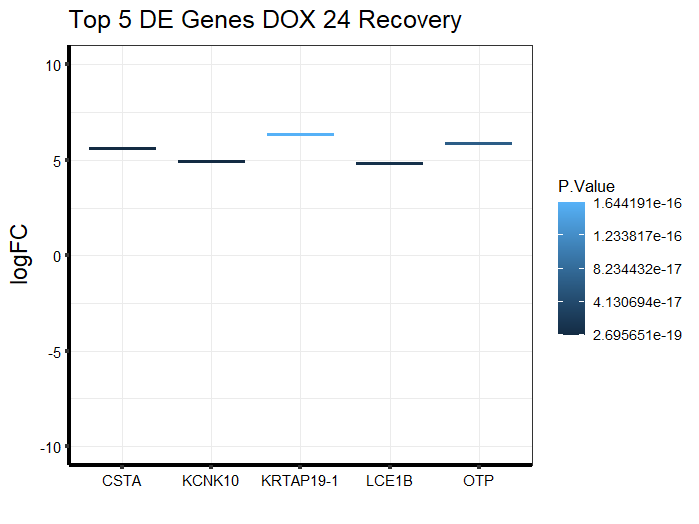 Top 5 DE Genes DOX 24 Recovery
logFC
10
5
0
-5
-10
CSTA KCNK10 KRTAP19-1 LCE1B OTP
P.Value
1.644191e-16
1.233817e-16
8.234432e-17
4.130694e-17
2.695651e-19